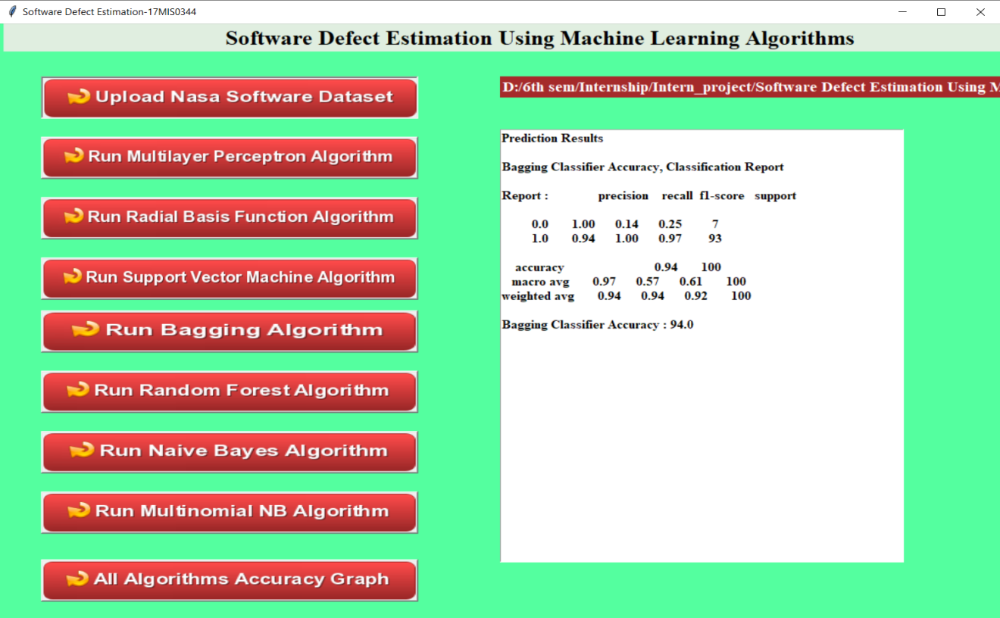 Software Defect Estimation-17MIS0344
Software Defect Estimation Using Machine Learning Algorithms
Upload Nasa Software Dataset
Run Multilayer Perceptron Algorithm
Run Radial Basis Function Algorithm
Run Support Vector Machine Algorithm
Run Bagging Algorithm
Run Random Forest Algorithm
Run Naive Bayes Algorithm
Run Multinomial NB Algorithm
All Algorithms Accuracy Graph
D:/6th sem/Internship/Intern_project/Software Defect Estimation Using M
Prediction Results
Bagging Classifier Accuracy, Classification Report
Report : precision recall f1-score support
0.0 1.00 0.14 0.25 7
1.0 0.94 1.00 0.97 93
accuracy 0.94 100
macro avg 0.97 0.57 0.61 100
weighted avg 0.94 0.94 0.92 100
Bagging Classifier Accuracy : 94.0